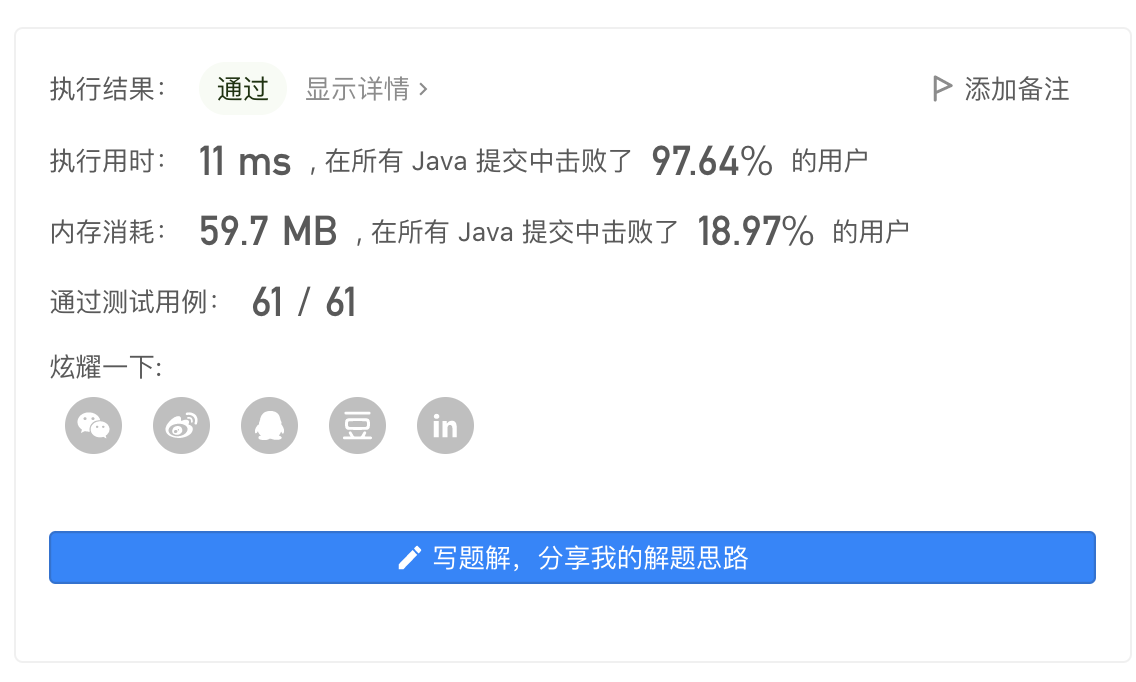 执行结果： 通过 显示详情 › 添加备注
执行用时： 11 ms , 在所有 Java 提交中击败了 97.64% 的用户
内存消耗： 59.7 MB , 在所有 Java 提交中击败了 18.97% 的用户
通过测试用例： 61 / 61
炫耀一下:
豆 in
写题解，分享我的解题思路